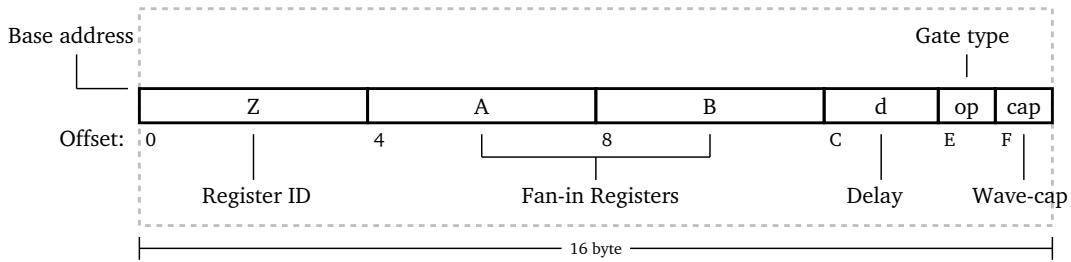 Base address Gate type
Z A B d op cap
Offset: 0 4 8 C E F
Register ID Fan-in Registers Delay Wave-cap
16 byte